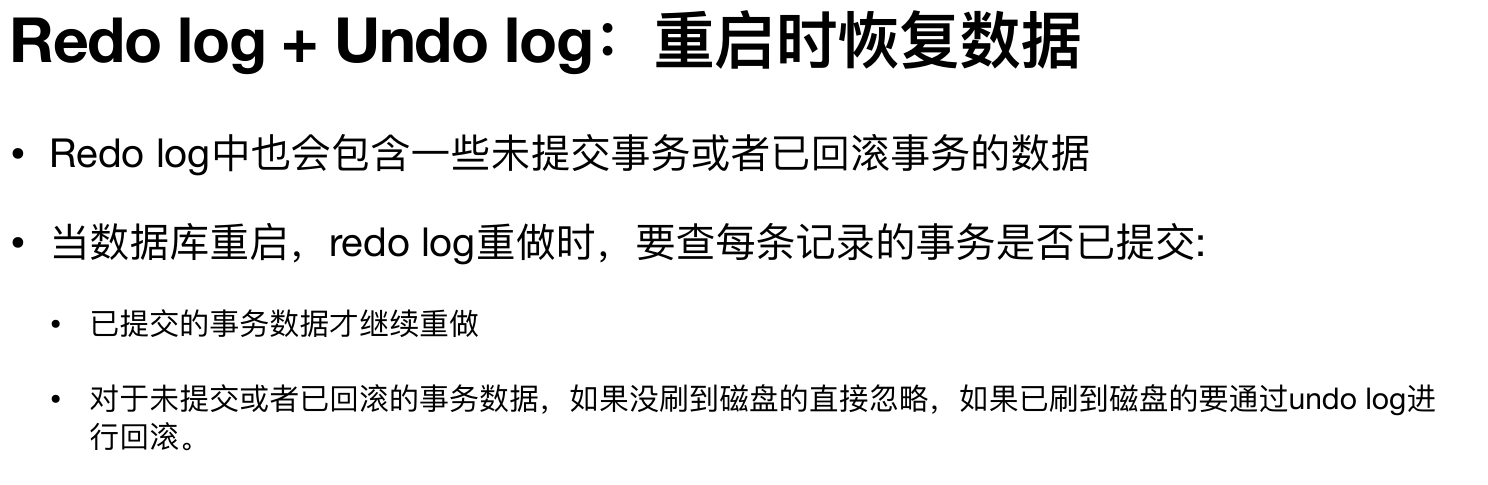 Redo log + Undo log：重启时恢复数据
• Redo log中也会包含一些未提交事务或者已回滚事务的数据
• 当数据库重启，redo log重做时，要查每条记录的事务是否已提交:
• 已提交的事务数据才继续重做
• 对于未提交或者已回滚的事务数据，如果没刷到磁盘的直接忽略，如果已刷到磁盘的要通过undo log进
行回滚。